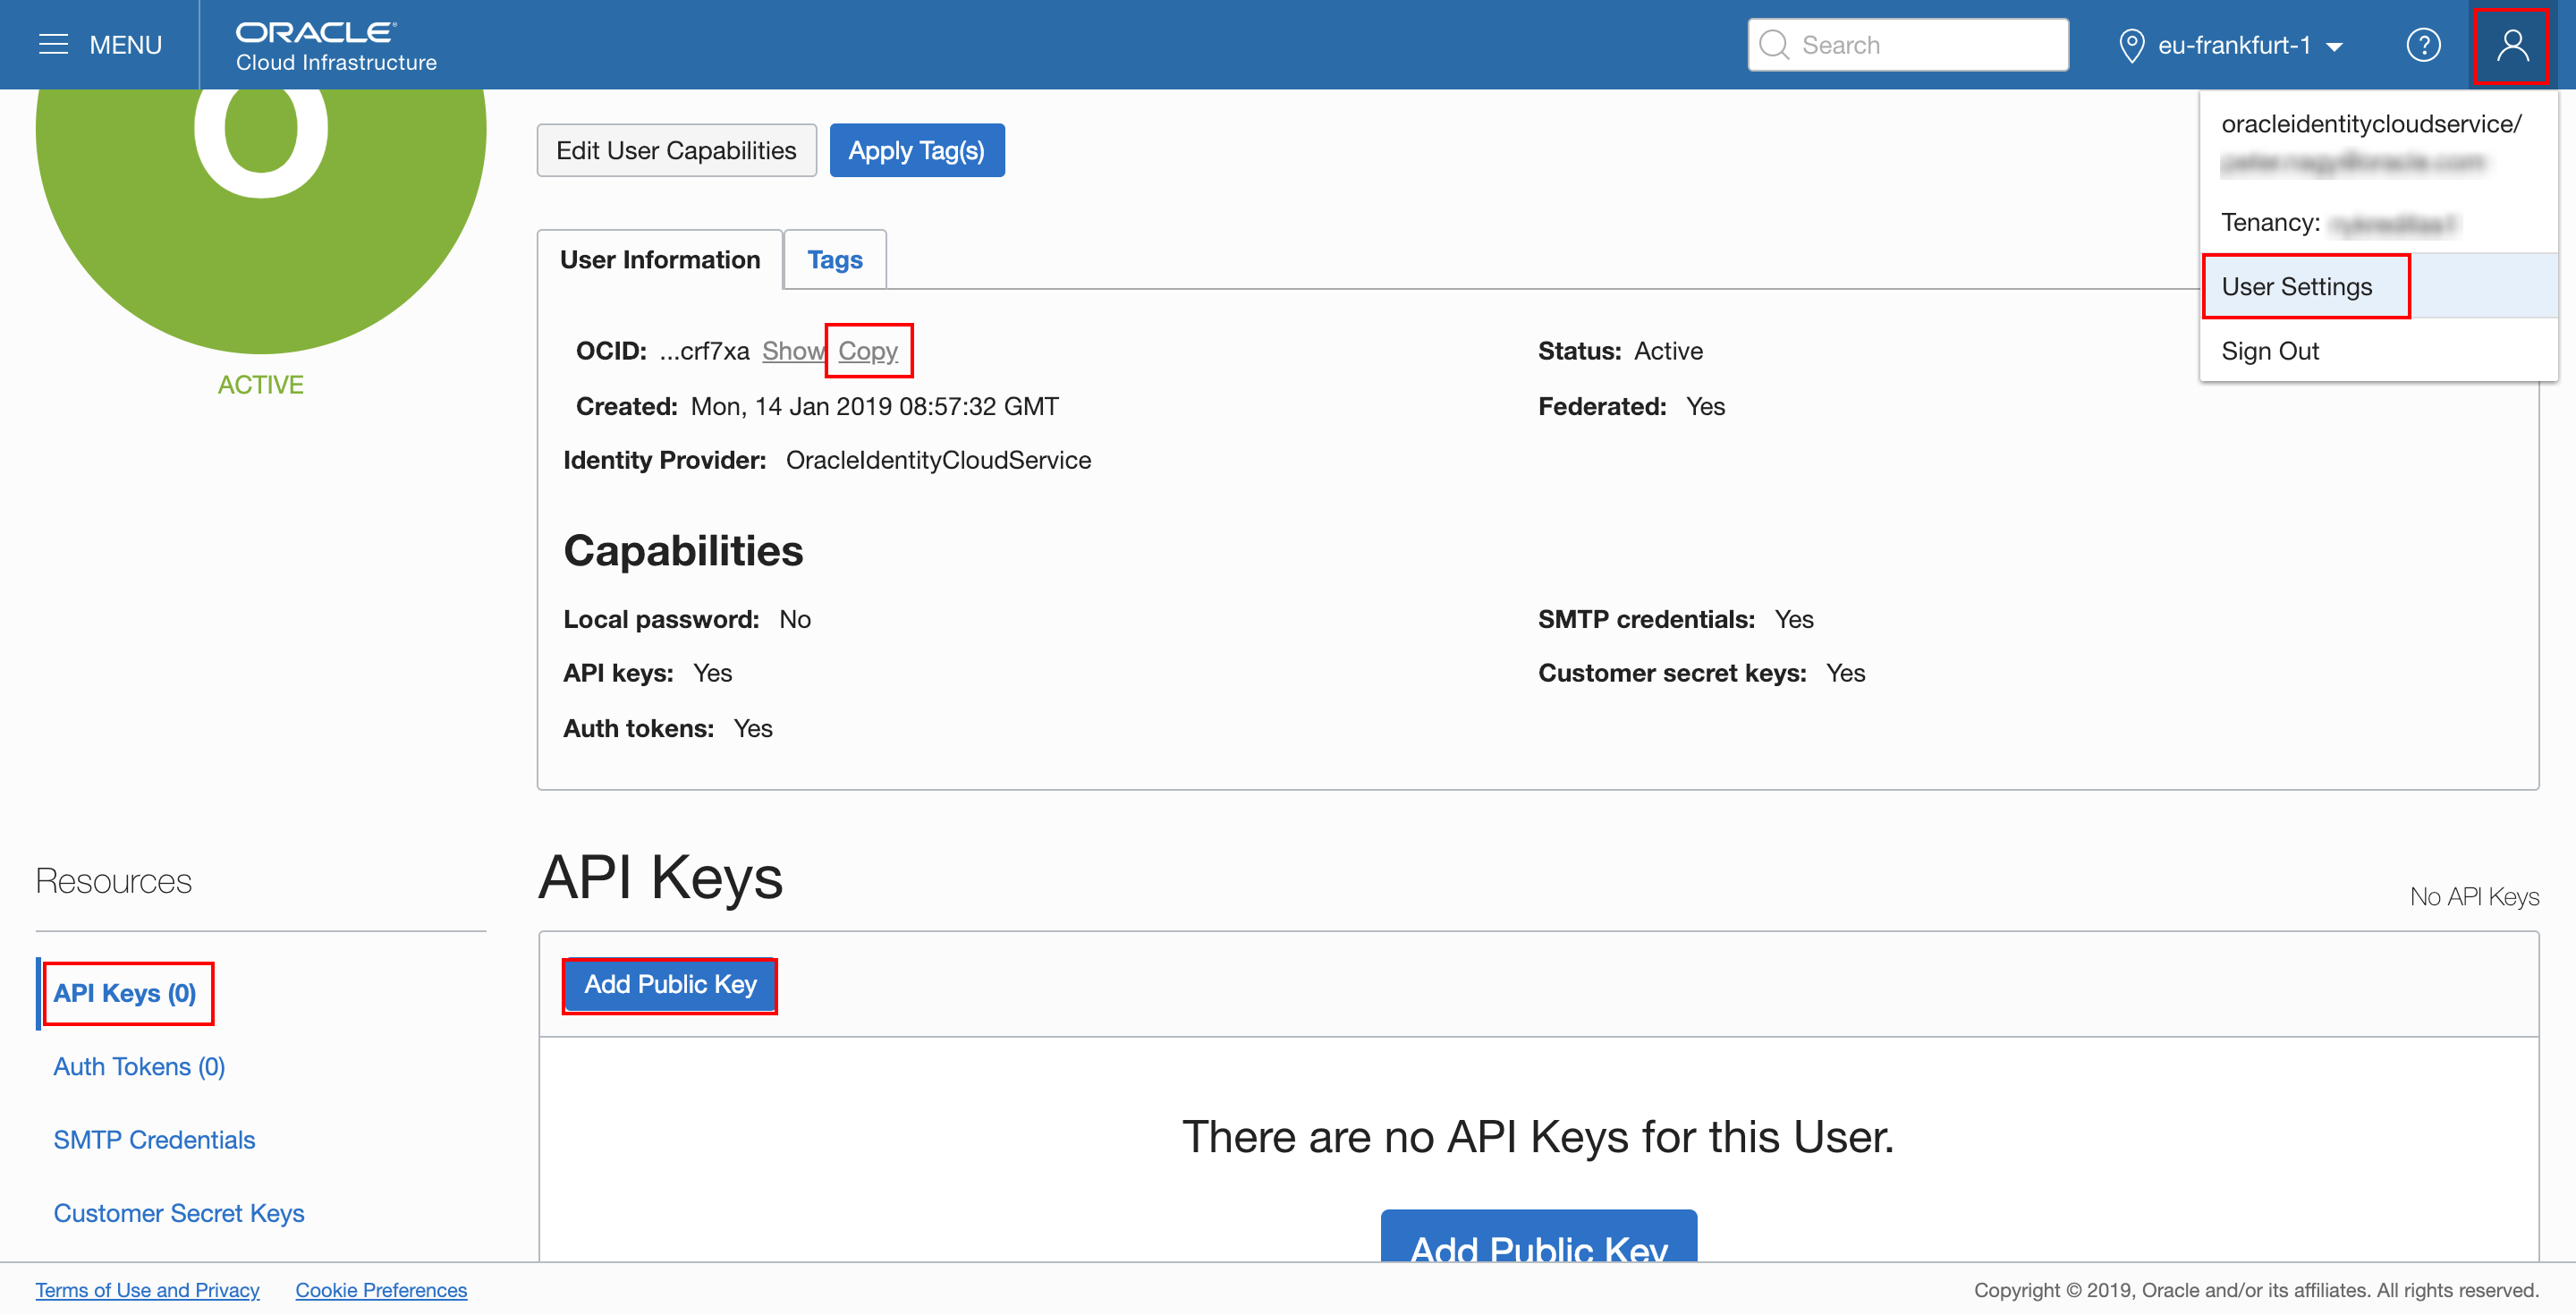 MENU
ORACLE
Cloud Infrastructure
Search
eu-frankfurt-1
?
oracleidentitycloudservice/
Tenancy:
User Settings
Sign Out
O
ACTIVE
Edit User Capabilities Apply Tag(s)
User Information Tags
OCID: ...crf7xa Show Copy
Status: Active
Created: Mon, 14 Jan 2019 08:57:32 GMT
Federated: Yes
Identity Provider: OracleIdentityCloudService
Capabilities
Local password: No
SMTP credentials: Yes
API keys: Yes
Customer secret keys: Yes
Auth tokens: Yes
Resources
API Keys (0)
Auth Tokens (0)
SMTP Credentials
Customer Secret Keys
API Keys
No API Keys
Add Public Key
There are no API Keys for this User.
Add Public Key
Terms of Use and Privacy Cookie Preferences
Copyright © 2019, Oracle and/or its affiliates. All rights reserved.